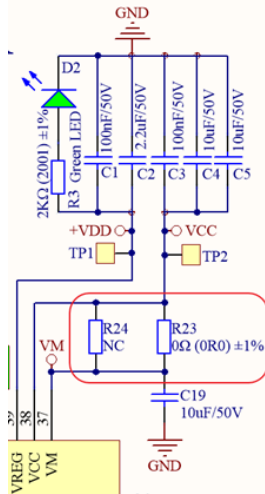 GND
D2
Green LED
2KΩ (2001) ±1%
R3
100nF/50V
C1
2.2uF/50V
C2
100nF/50V
C3
10uF/50V
C4
10uF/50V
C5
+VDD
VCC
TP1
TP2
R24
NC
R23
0Ω (0R0) ±1%
VM
C19
10uF/50V
GND
39
38
37
VREG
VCC
VM